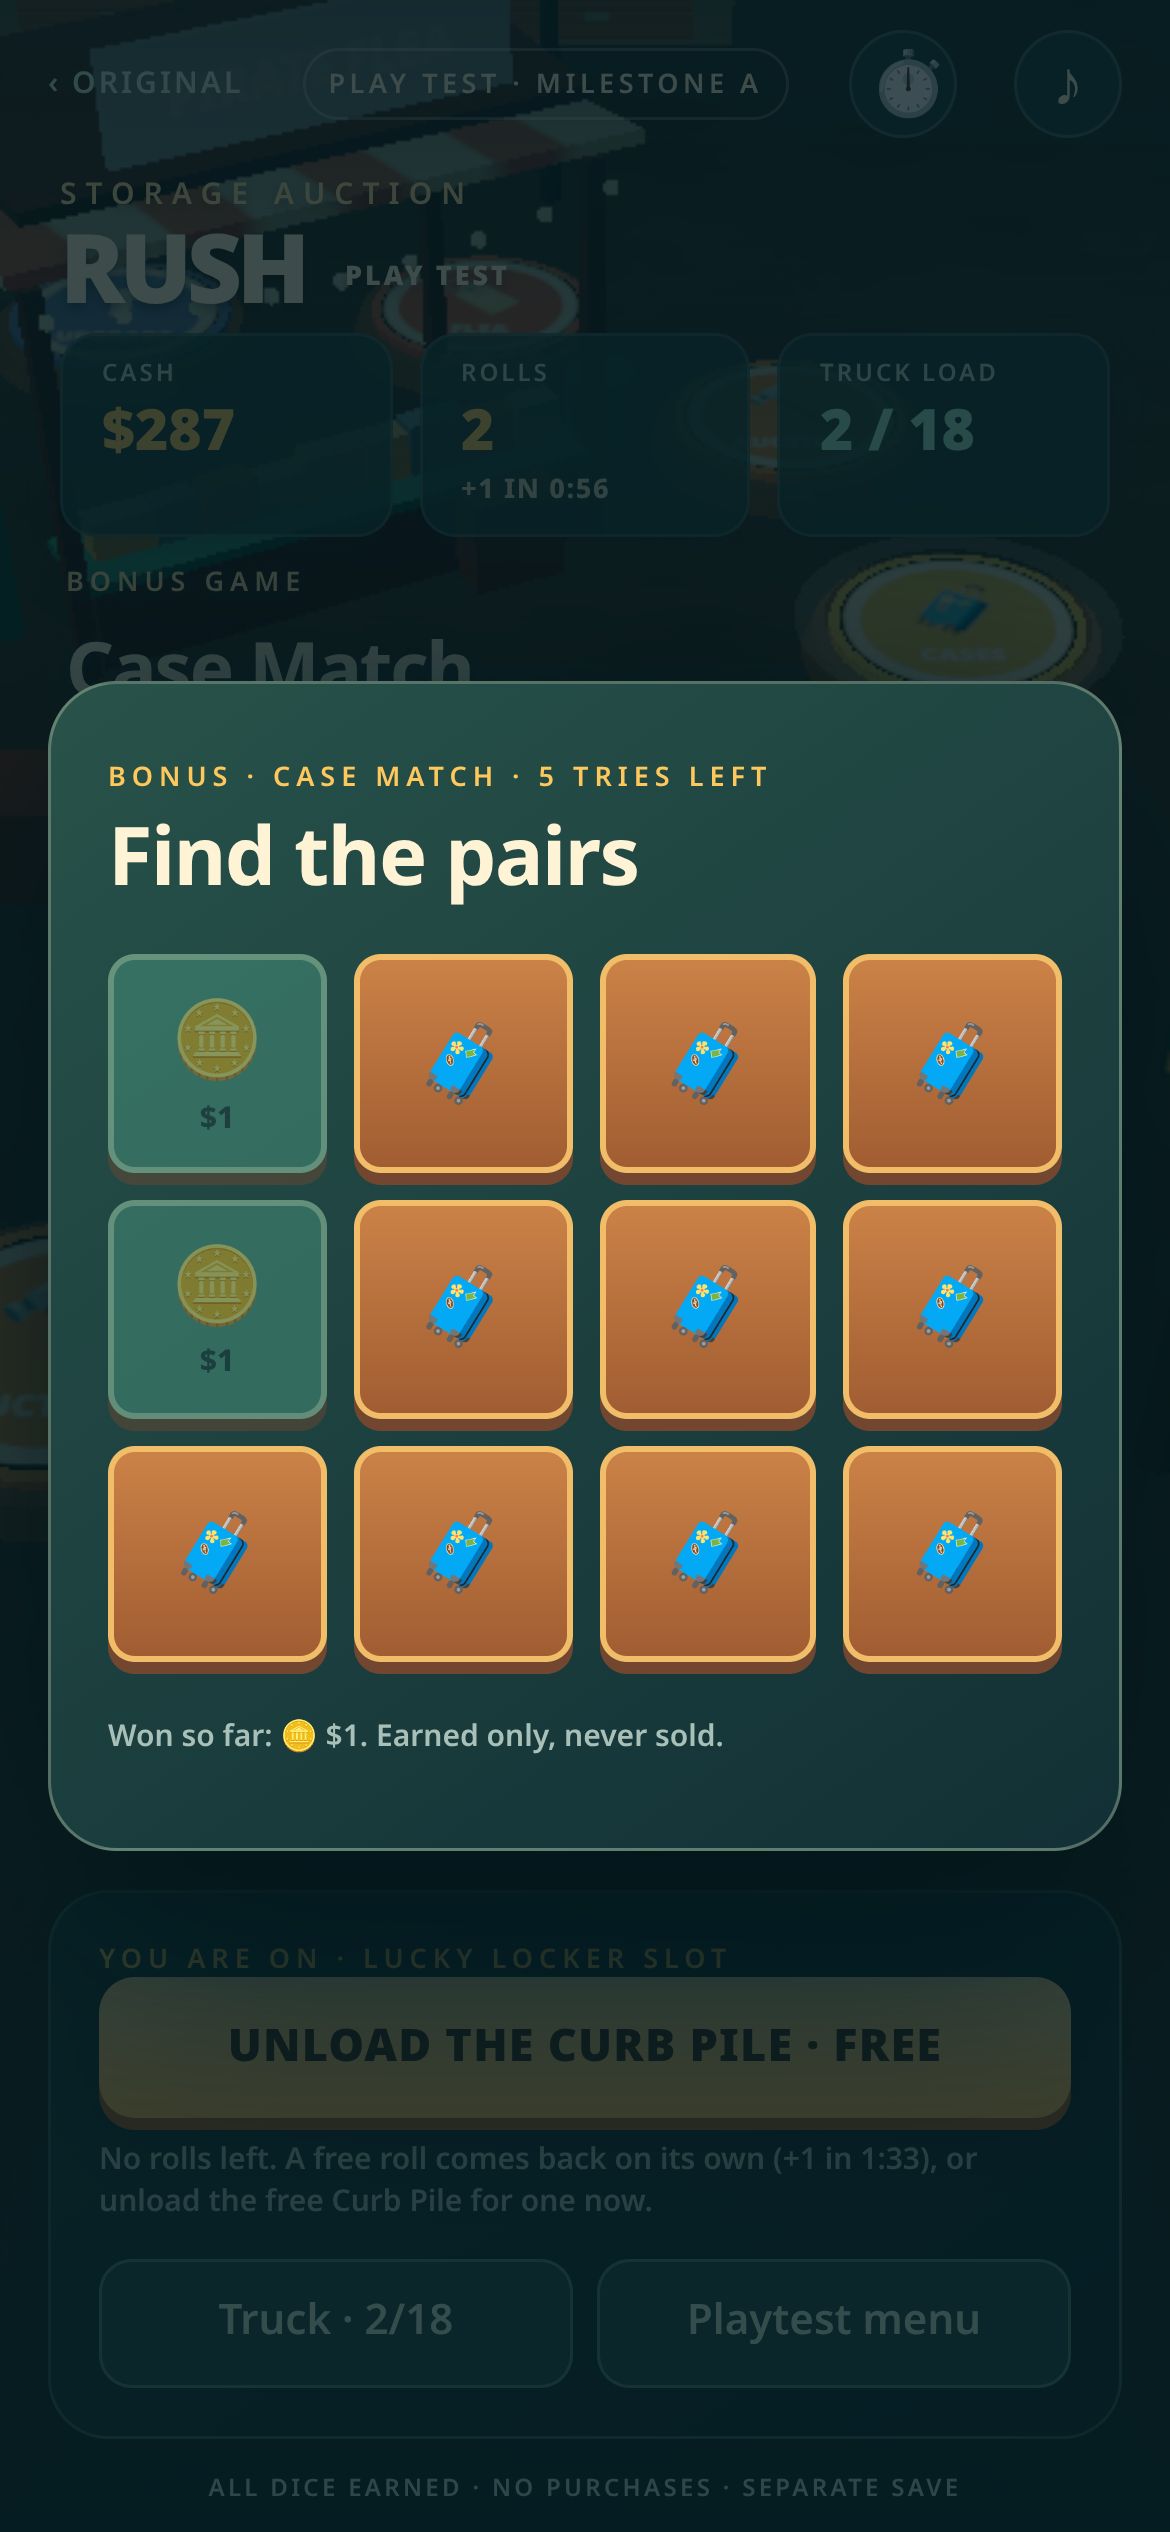 ‹ ORIGINAL
PLAY TEST · MILESTONE A
STORAGE AUCTION
RUSH PLAY TEST
CASH
$287
ROLLS
2
+1 IN 0:56
TRUCK LOAD
2 / 18
BONUS GAME
CASES
Case Match
BONUS · CASE MATCH · 5 TRIES LEFT
Find the pairs
$1
$1
Won so far: 🪙 $1. Earned only, never sold.
YOU ARE ON · LUCKY LOCKER SLOT
UNLOAD THE CURB PILE · FREE
No rolls left. A free roll comes back on its own (+1 in 1:33), or
unload the free Curb Pile for one now.
Truck · 2/18
Playtest menu
ALL DICE EARNED · NO PURCHASES · SEPARATE SAVE